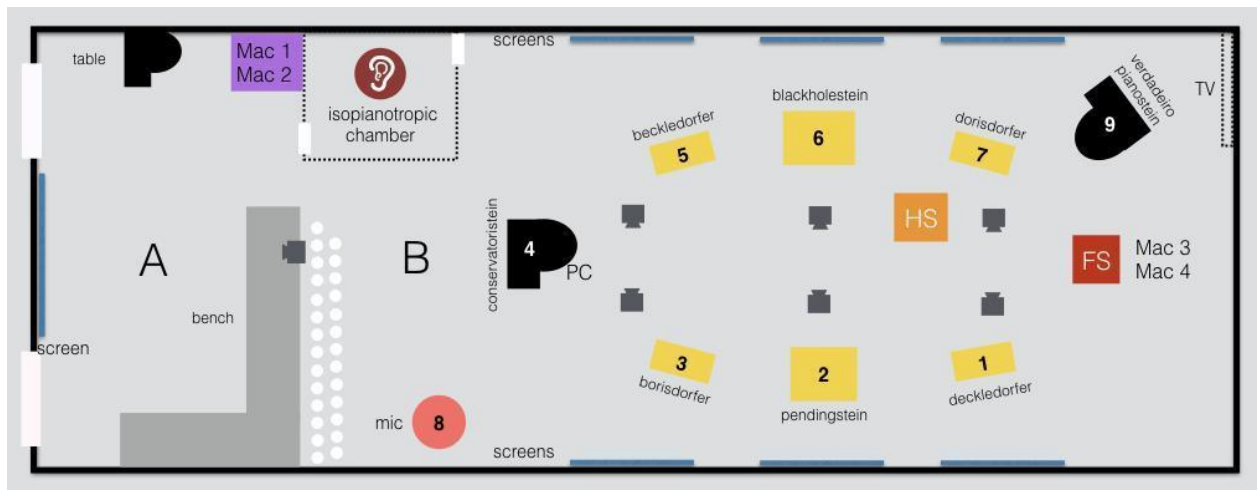 screens
table
Mac 1
Mac 2
isopianotropic
chamber
beckledorfer
5
blackholestein
6
dorisdorfer
7
verdadeiro
pianostein
9
TV
A
B
conservatoristein
4
PC
HS
FS
Mac 3
Mac 4
bench
screen
mic
8
3
borisdorfer
2
pendingstein
1
deckledorfer
screens